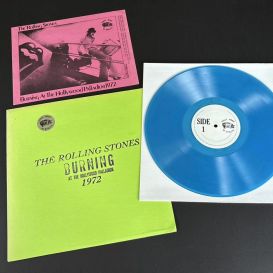 The Rolling Stones
Burning At the Hollywood Palladium 1972
THE ROLLING STONES
BURNING
AT THE HOLLYWOOD PALLADIUM
1972
SIDE
1